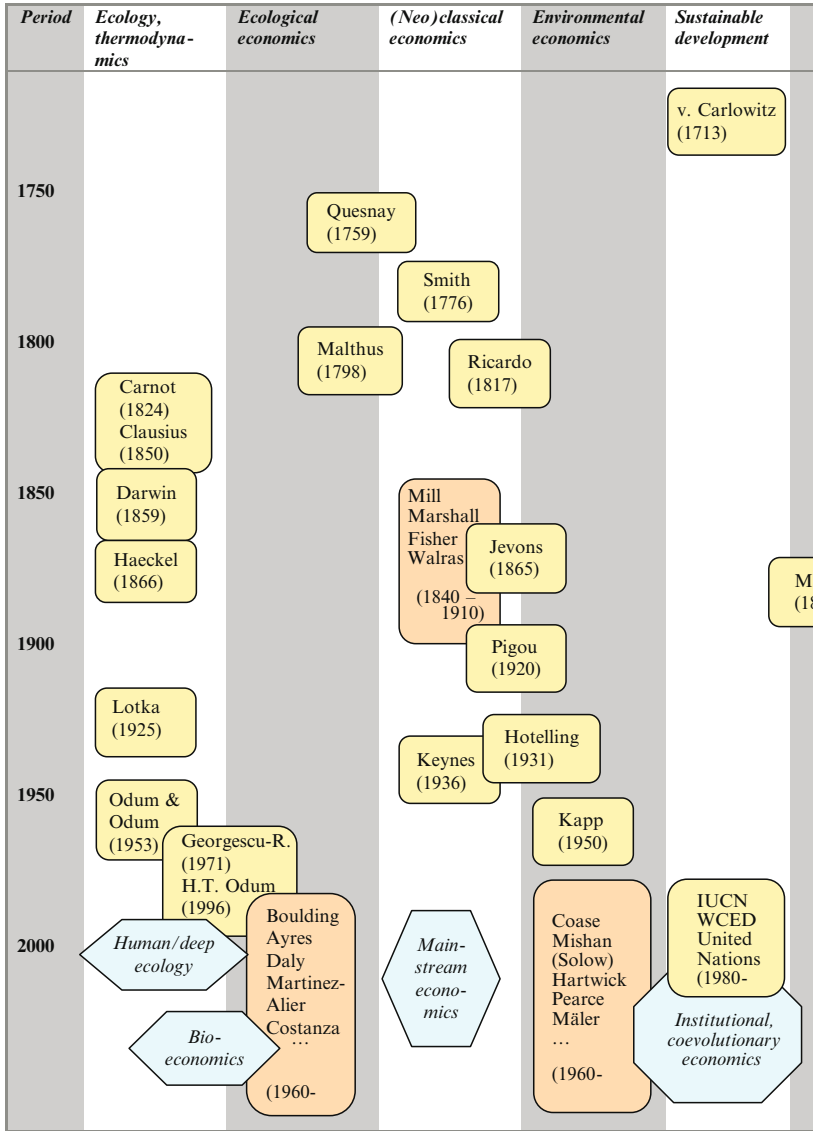 Period
Ecology,
thermodyna-
mics
Ecological
economics
(Neo)classical
economics
Environmental
economics
Sustainable
development
v. Carlowitz
(1713)
1750
Quesnay
(1759)
Smith
(1776)
1800
Malthus
(1798)
Ricardo
(1817)
Carnot
(1824)
Clausius
(1850)
1850
Darwin
(1859)
Mill
Marshall
Fisher
Walras
(1840 –
1910)
Jevons
(1865)
Haeckel
(1866)
1900
Pigou
(1920)
Lotka
(1925)
Hotelling
(1931)
Keynes
(1936)
1950
Odum &
Odum
(1953)
Kapp
(1950)
Georgescu-R.
(1971)
H.T. Odum
(1996)
2000
Human/deep
ecology
Boulding
Ayres
Daly
Martinez-
Alier
Costanza
…
(1960-
Bio-
economics
Main-
stream
econo-
mics
Coase
Mishan
(Solow)
Hartwick
Pearce
Mäler
…
(1960-
IUCN
WCED
United
Nations
(1980-
Institutional,
coevolutionary
economics